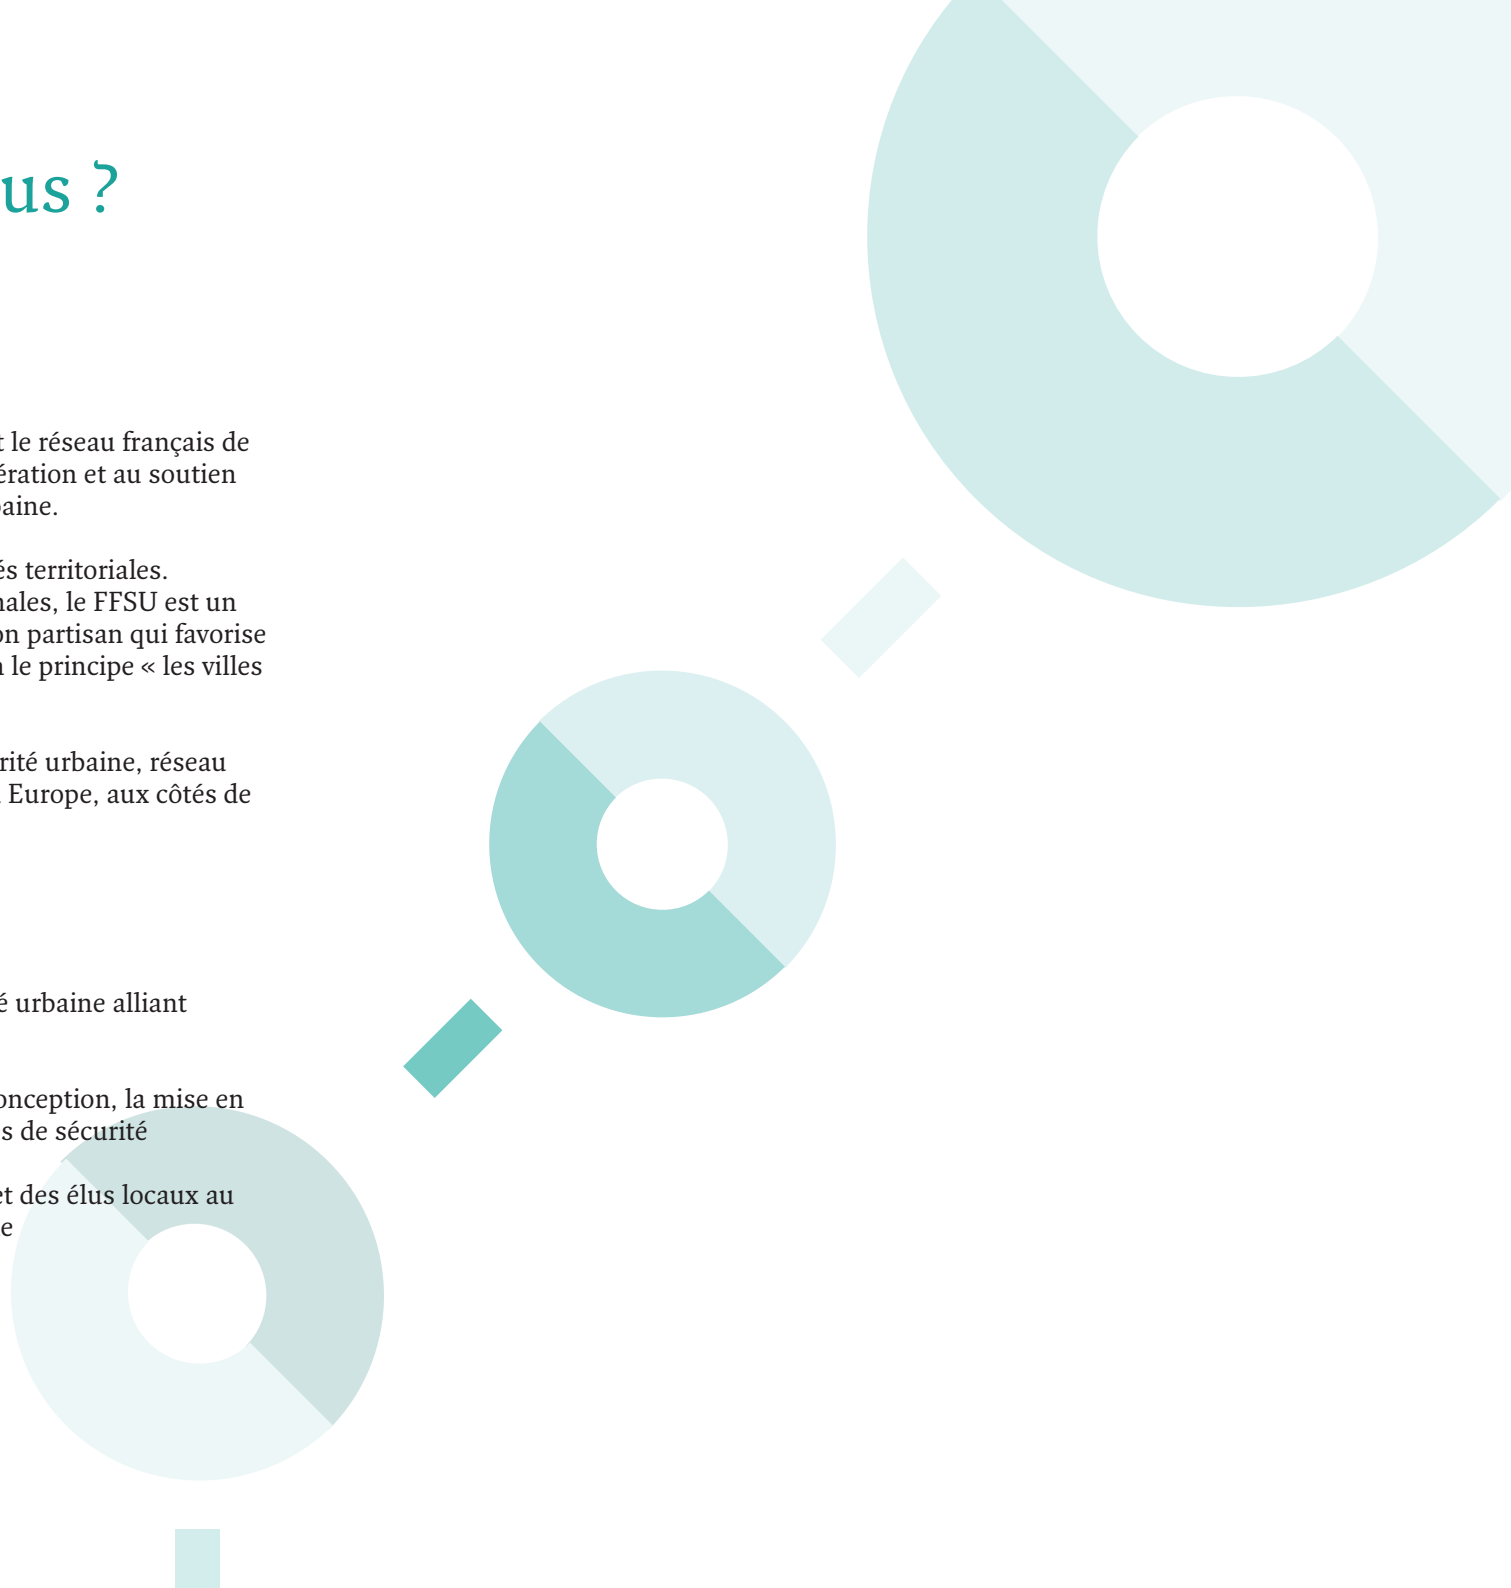 us ?
t le réseau français de
ération et au soutien
aine.
és territoriales.
nales, le FFSU est un
on partisan qui favorise
n le principe « les villes
rité urbaine, réseau
Europe, aux côtés de
é urbaine alliant
onception, la mise en
s de sécurité
et des élus locaux au
e